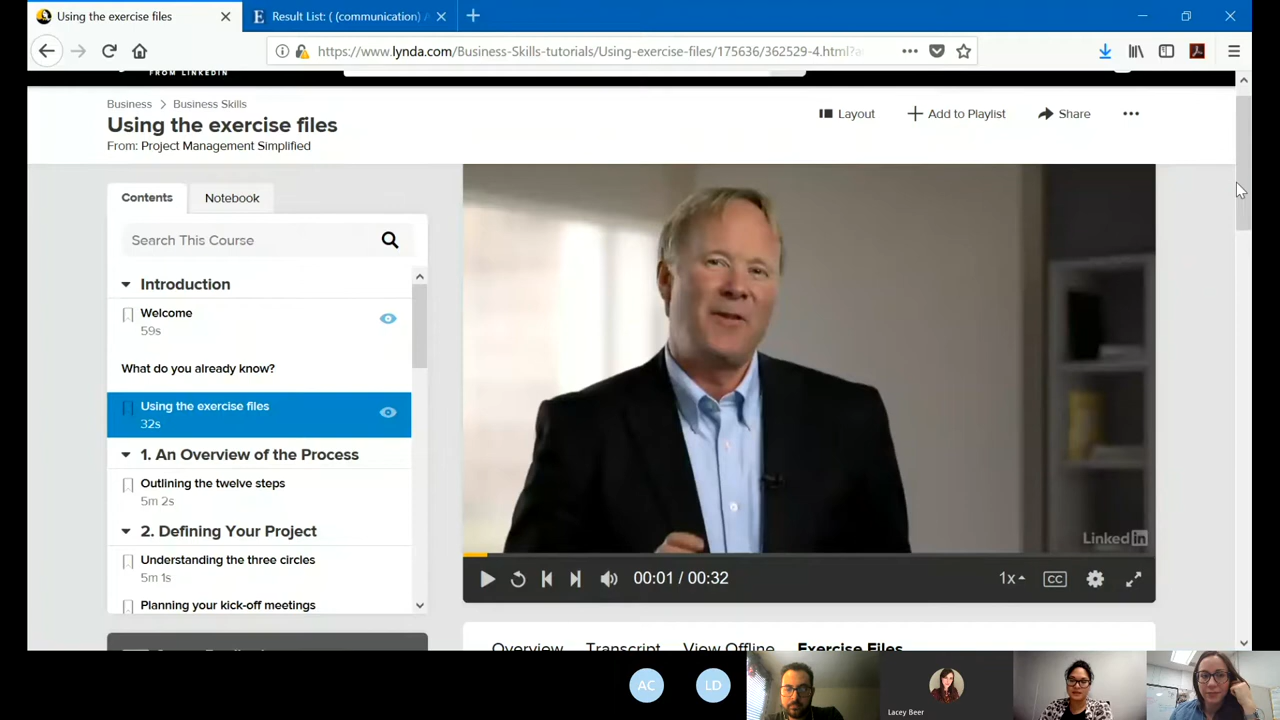 Using the exercise files
E Result List: ( (communication) A
https://www.lynda.com/Business-Skills-tutorials/Using-exercise-files/175636/362529-4.html?a
FROM LINKEDIN
Business > Business Skills
Using the exercise files
From: Project Management Simplified
Layout
Add to Playlist
Share
Contents
Notebook
Search This Course
Introduction
Welcome
59s
What do you already know?
Using the exercise files
32s
1. An Overview of the Process
Outlining the twelve steps
5m 2s
2. Defining Your Project
Understanding the three circles
5m 1s
Planning your kick-off meetings
LinkedIn
00:01 / 00:32
1x
CC
Overview
Transcript
View Offline
Exercise Files
AC
LD
Lacey Beer